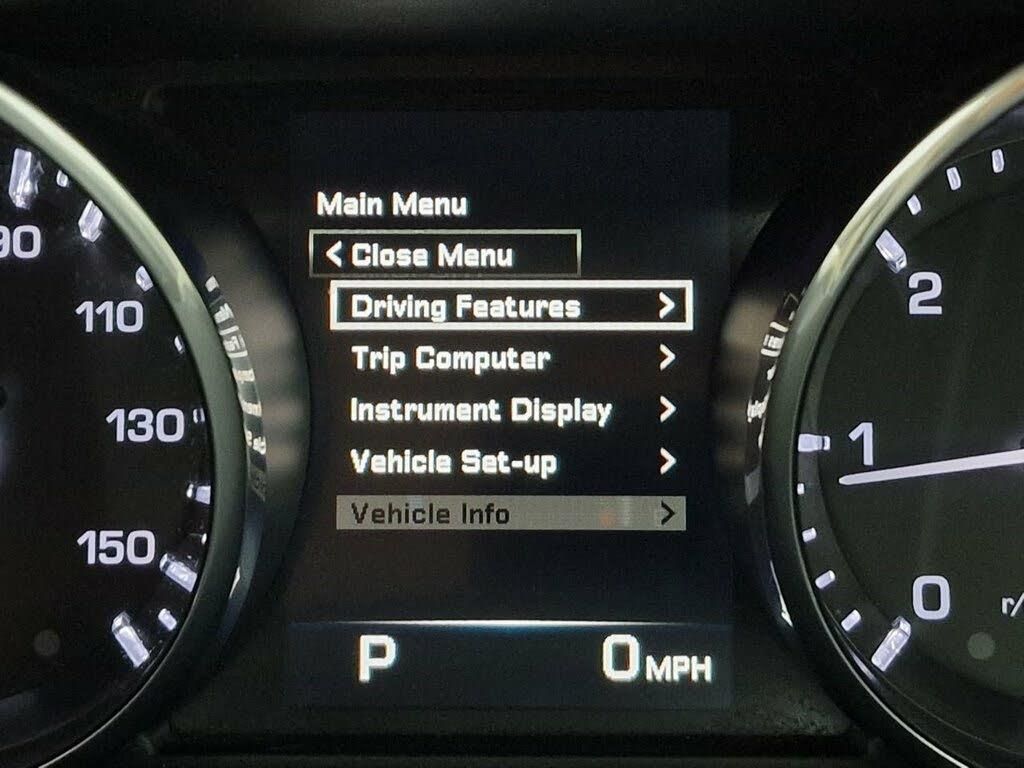 Main Menu
< Close Menu
Driving Features >
Trip Computer >
Instrument Display >
Vehicle Set-up >
Vehicle Info >
P 0 MPH
90
110
130
150
2
1
0
r/